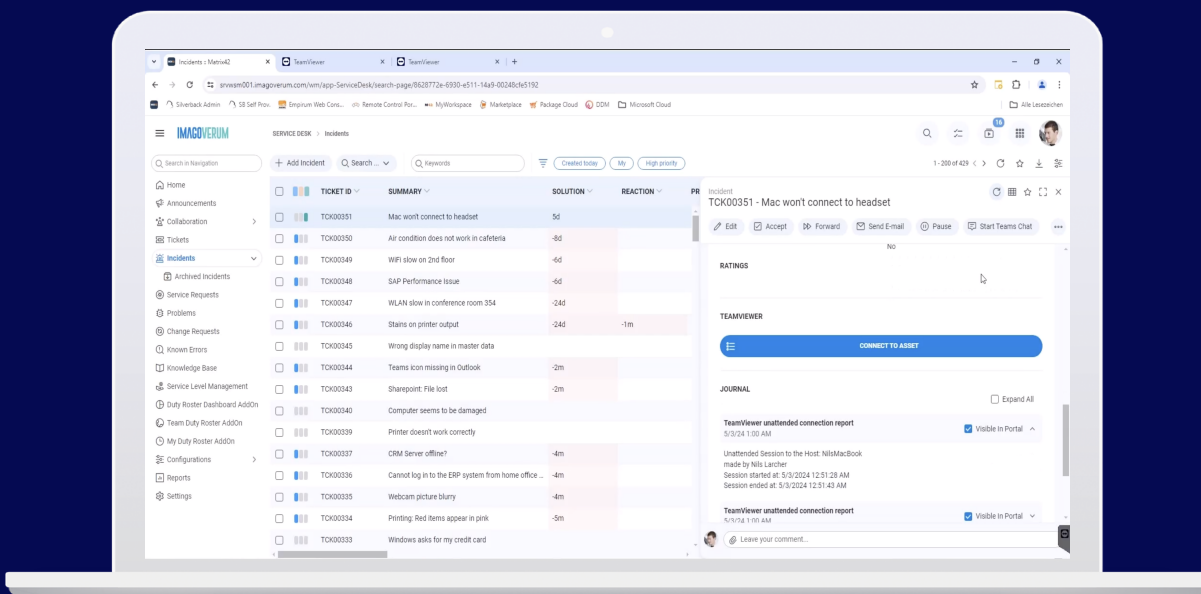 Incidents :: Matrix42
TeamViewer
TeamViewer
srvwsm001.imagoverum.com/wm/app-ServiceDesk/search-page/8628772e-6930-e511-14a9-00248cfe5192
Silverback Admin
SB Self Prov.
Empirum Web Cons...
Remote Control Por...
MyWorkspace
Marketplace
Package Cloud
DDM
Microsoft Cloud
Alle Lesezeichen
IMAGOVERUM
SERVICE DESK > Incidents
16
Search in Navigation
+ Add Incident
Search ...
Keywords
Created today
My
High priority
1 - 200 of 429
Home
Announcements
Collaboration
Tickets
Incidents
Archived Incidents
Service Requests
Problems
Change Requests
Known Errors
Knowledge Base
Service Level Management
Duty Roster Dashboard AddOn
Team Duty Roster AddOn
My Duty Roster AddOn
Configurations
Reports
Settings
TICKET ID SUMMARY SOLUTION REACTION PR
TCK00351 Mac won't connect to headset 5d
TCK00350 Air condition does not work in cafeteria -8d
TCK00349 WiFi slow on 2nd floor -6d
TCK00348 SAP Performance Issue -6d
TCK00347 WLAN slow in conference room 354 -24d
TCK00346 Stains on printer output -24d -1m
TCK00345 Wrong display name in master data
TCK00344 Teams icon missing in Outlook -2m
TCK00343 Sharepoint: File lost -2m
TCK00340 Computer seems to be damaged
TCK00339 Printer doesn't work correctly
TCK00337 CRM Server offline? -4m
TCK00336 Cannot log in to the ERP system from home office ... -4m
TCK00335 Webcam picture blurry -4m
TCK00334 Printing: Red items appear in pink -5m
TCK00333 Windows asks for my credit card
Incident
TCK00351 - Mac won't connect to headset
Edit
Accept
Forward
Send E-mail
Pause
Start Teams Chat
No
RATINGS
TEAMVIEWER
CONNECT TO ASSET
JOURNAL
Expand All
TeamViewer unattended connection report
5/3/24 1:00 AM
Visible In Portal
Unattended Session to the Host: NilsMacBook
made by Nils Larcher
Session started at: 5/3/2024 12:51:28 AM
Session ended at: 5/3/2024 12:51:43 AM
TeamViewer unattended connection report
5/3/24 1:00 AM
Visible In Portal
Leave your comment...